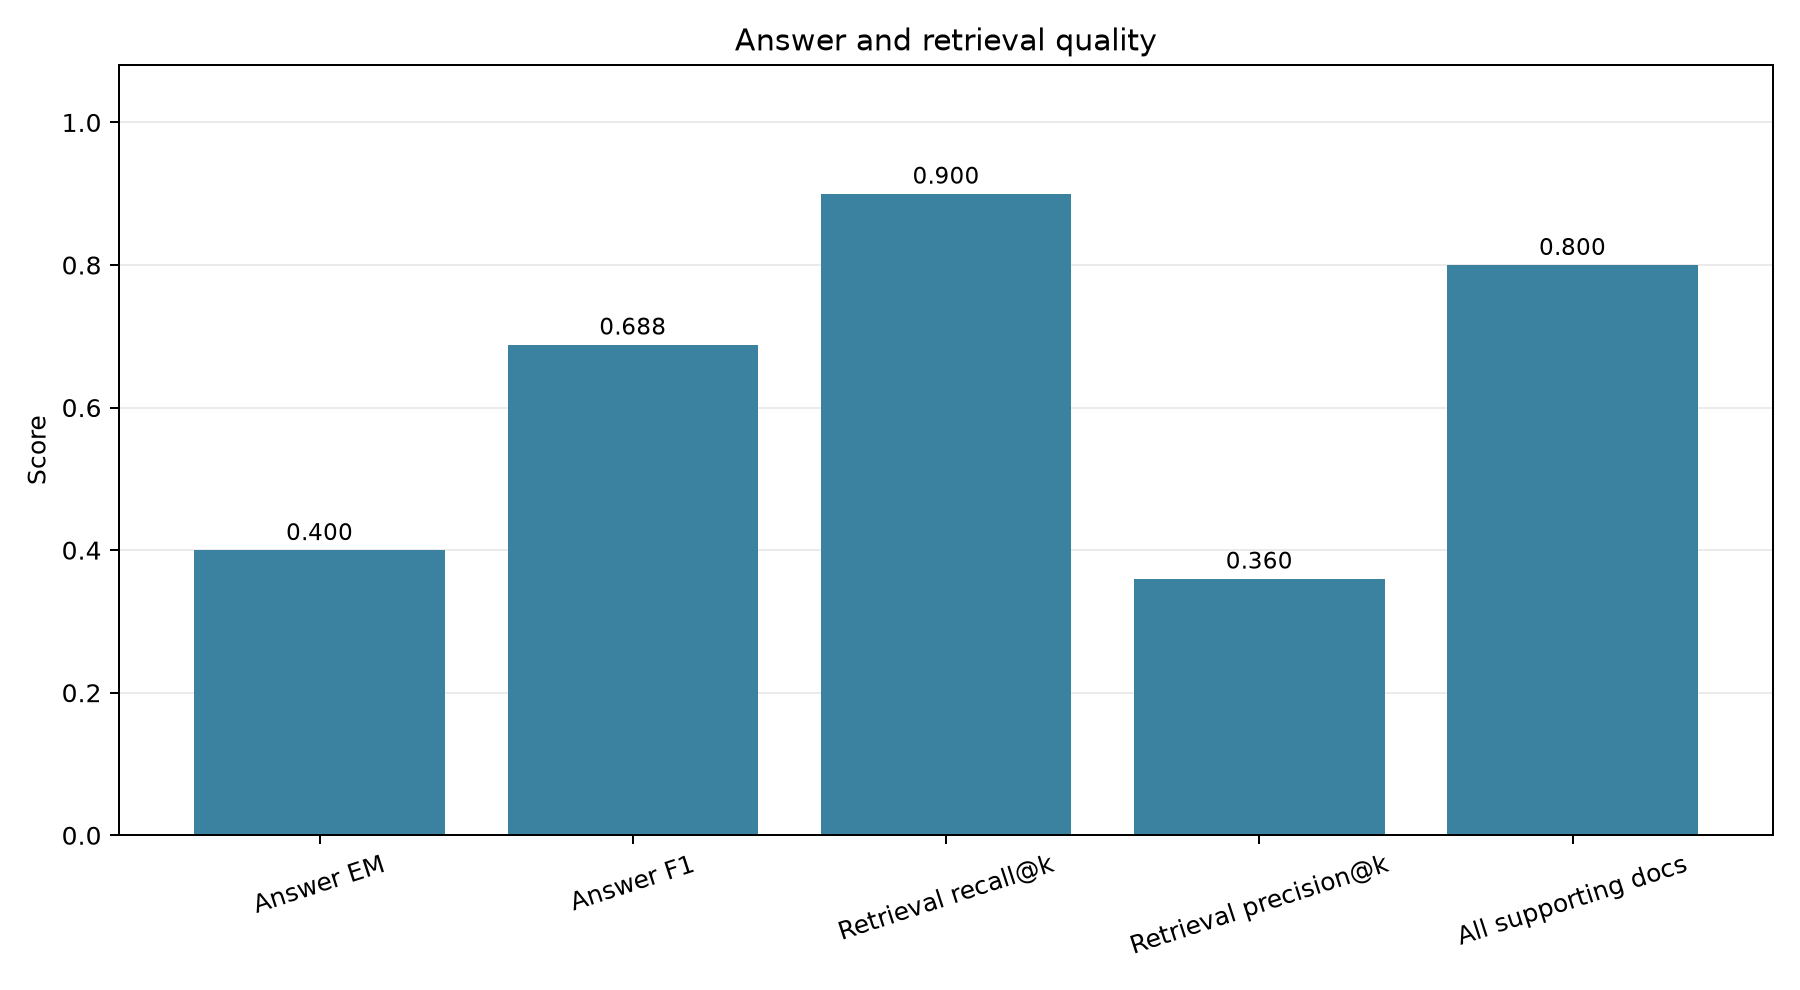 Answer and retrieval quality
1.0
0.8
0.6
0.4
0.2
0.0
Score
0.400
0.688
0.900
0.360
0.800
Answer EM
Answer F1
Retrieval recall@k
Retrieval precision@k
All supporting docs